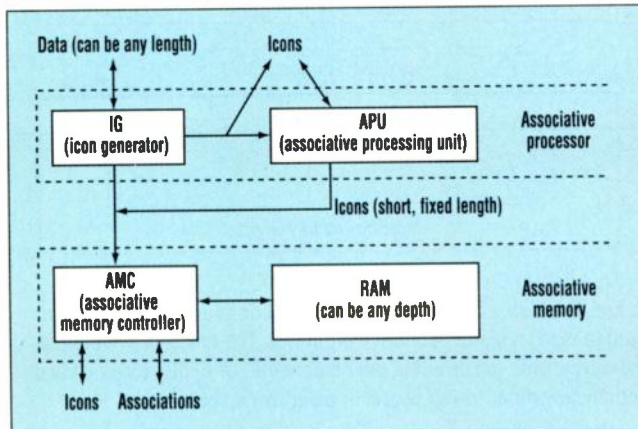 Data (can be any length)
Icons
IG
(icon generator)
APU
(associative processing unit)
Associative
processor
Icons (short, fixed length)
AMC
(associative
memory controller)
RAM
(can be any depth)
Associative
memory
Icons
Associations